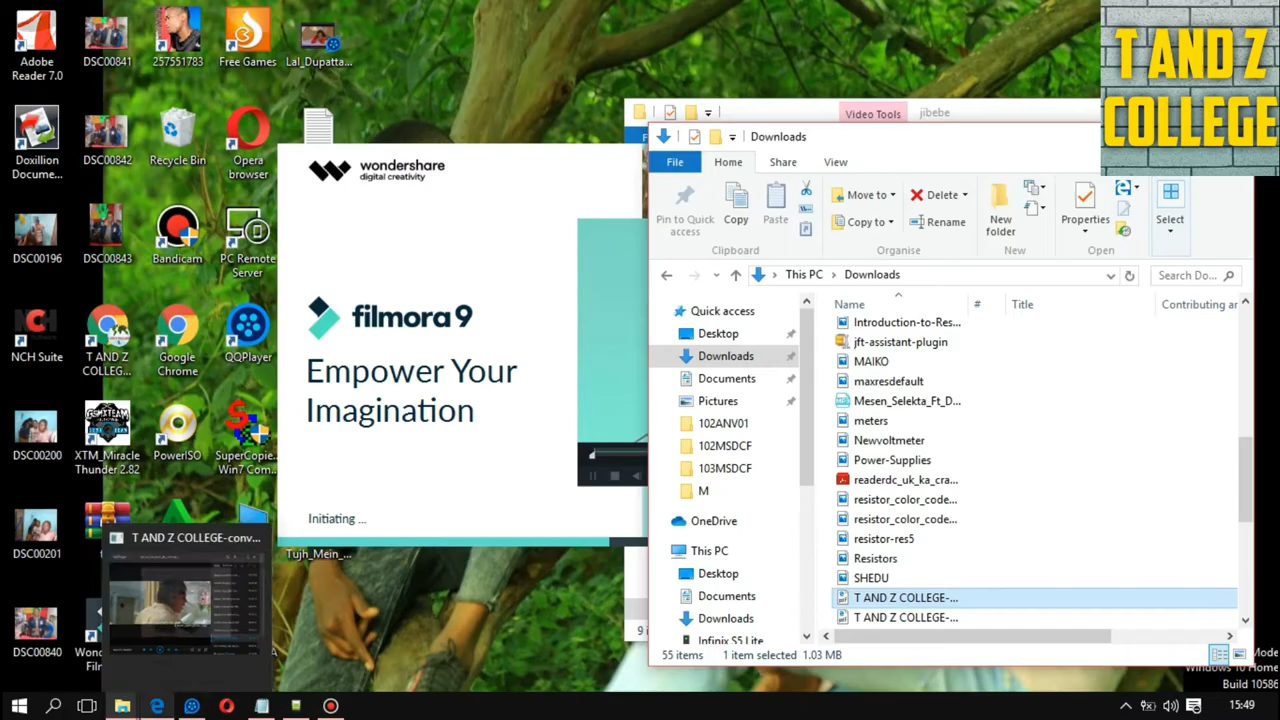 Adobe
Reader 7.0
DSC00841
257551783
Free Games
Lal_Dupatta...
Doxillion
Docume...
DSC00842
Recycle Bin
Opera
browser
DSC00196
DSC00843
Bandicam
PC Remote
Server
NCH Suite
T AND Z
COLLEG...
Google
Chrome
QQPlayer
DSC00200
XTM_Miracle
Thunder 2.82
PowerISO
SuperCopie...
Win7 Com...
DSC00201
DSC00840
Tujh_Mein_...
wondershare
digital creativity
filmora9
Empower Your
Imagination
Initiating ...
T AND Z COLLEGE-conv...
Video Tools
jibebe
T AND Z
COLLEGE
Downloads
File
Home
Share
View
Pin to Quick
access
Copy
Paste
Move to
Copy to
Delete
Rename
New
folder
Properties
Select
Clipboard
Organise
New
Open
This PC
Downloads
Search Do...
Quick access
Desktop
Downloads
Documents
Pictures
102ANV01
102MSDCF
103MSDCF
M
OneDrive
This PC
Desktop
Documents
Downloads
Infinix S5 Lite
Name
#
Title
Contributing ar
Introduction-to-Res...
jft-assistant-plugin
MAIKO
maxresdefault
Mesen_Selekta_Ft_D...
meters
Newvoltmeter
Power-Supplies
readerdc_uk_ka_cra...
resistor_color_code...
resistor_color_code...
resistor-res5
Resistors
SHEDU
T AND Z COLLEGE-...
T AND Z COLLEGE-...
55 items
1 item selected 1.03 MB
Mode
Windows 10 Home
Build 10586
15:49